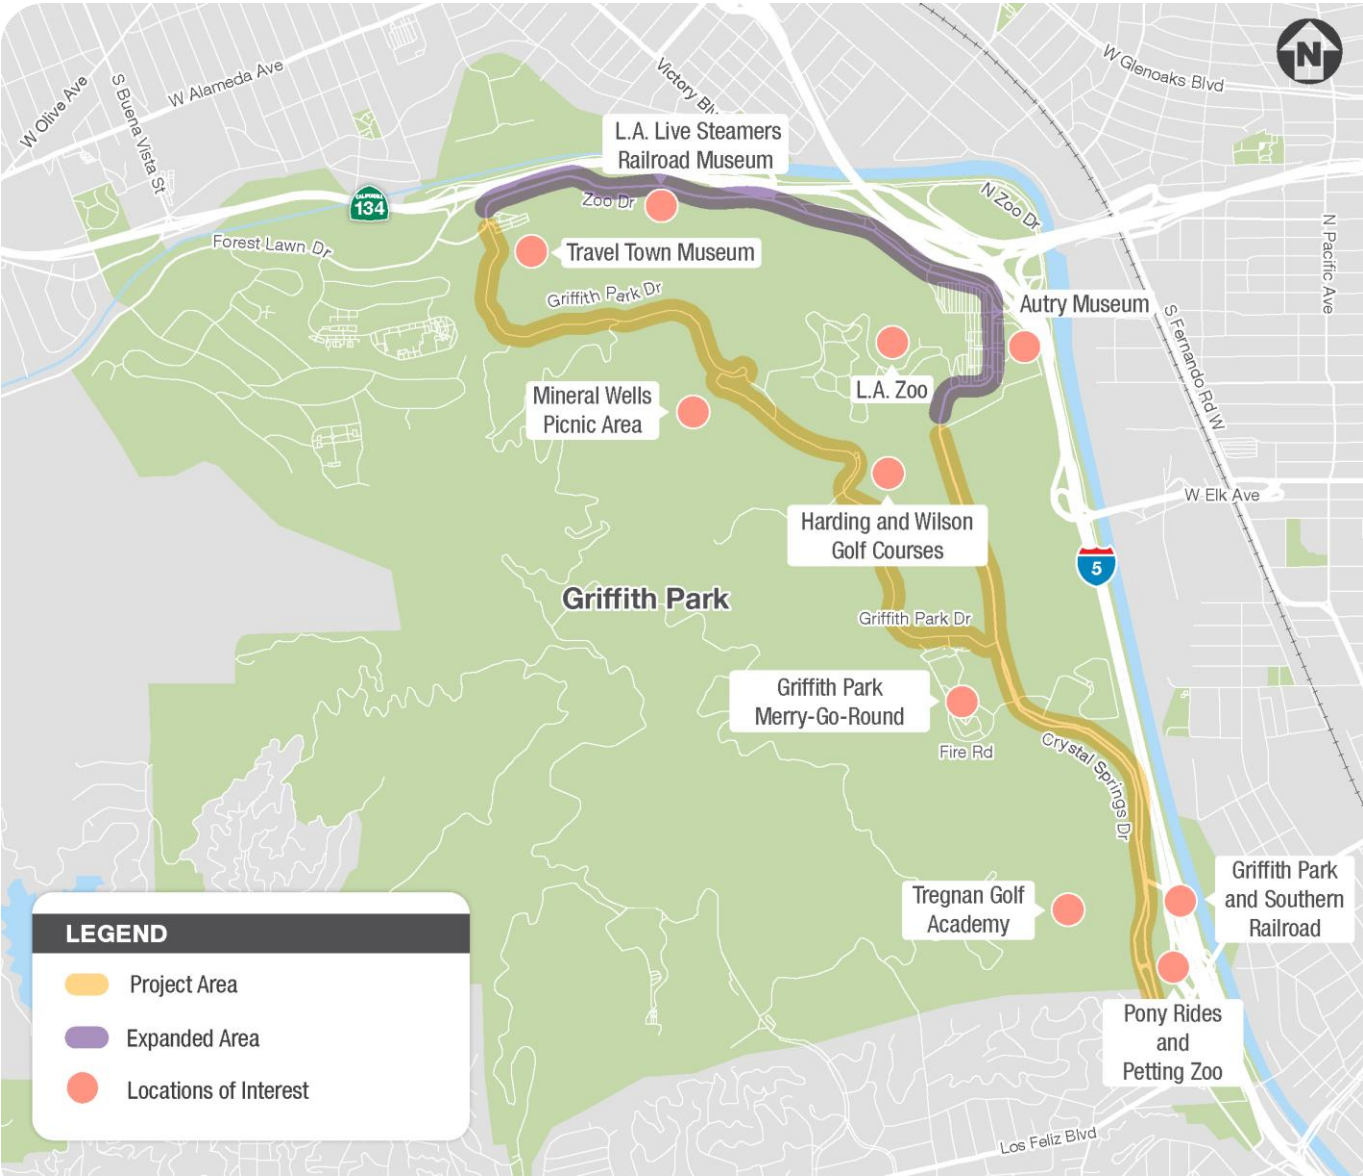 N
W Olive Ave
S Buena Vista St
W Alameda Ave
Victory Blv
W Glenoaks Blvd
L.A. Live Steamers
Railroad Museum
CALIFORNIA
134
Zoo Dr
N Zoo Dr
N Pacific Ave
Forest Lawn Dr
Travel Town Museum
Griffith Park Dr
Autry Museum
S Fernando Rd W
L.A. Zoo
Mineral Wells
Picnic Area
W Elk Ave
Harding and Wilson
Golf Courses
5
Griffith Park
Griffith Park Dr
Griffith Park
Merry-Go-Round
Fire Rd
Crystal Springs Dr
Griffith Park
and Southern
Railroad
Tregnan Golf
Academy
Pony Rides
and
Petting Zoo
Los Feliz Blvd
LEGEND
Project Area
Expanded Area
Locations of Interest